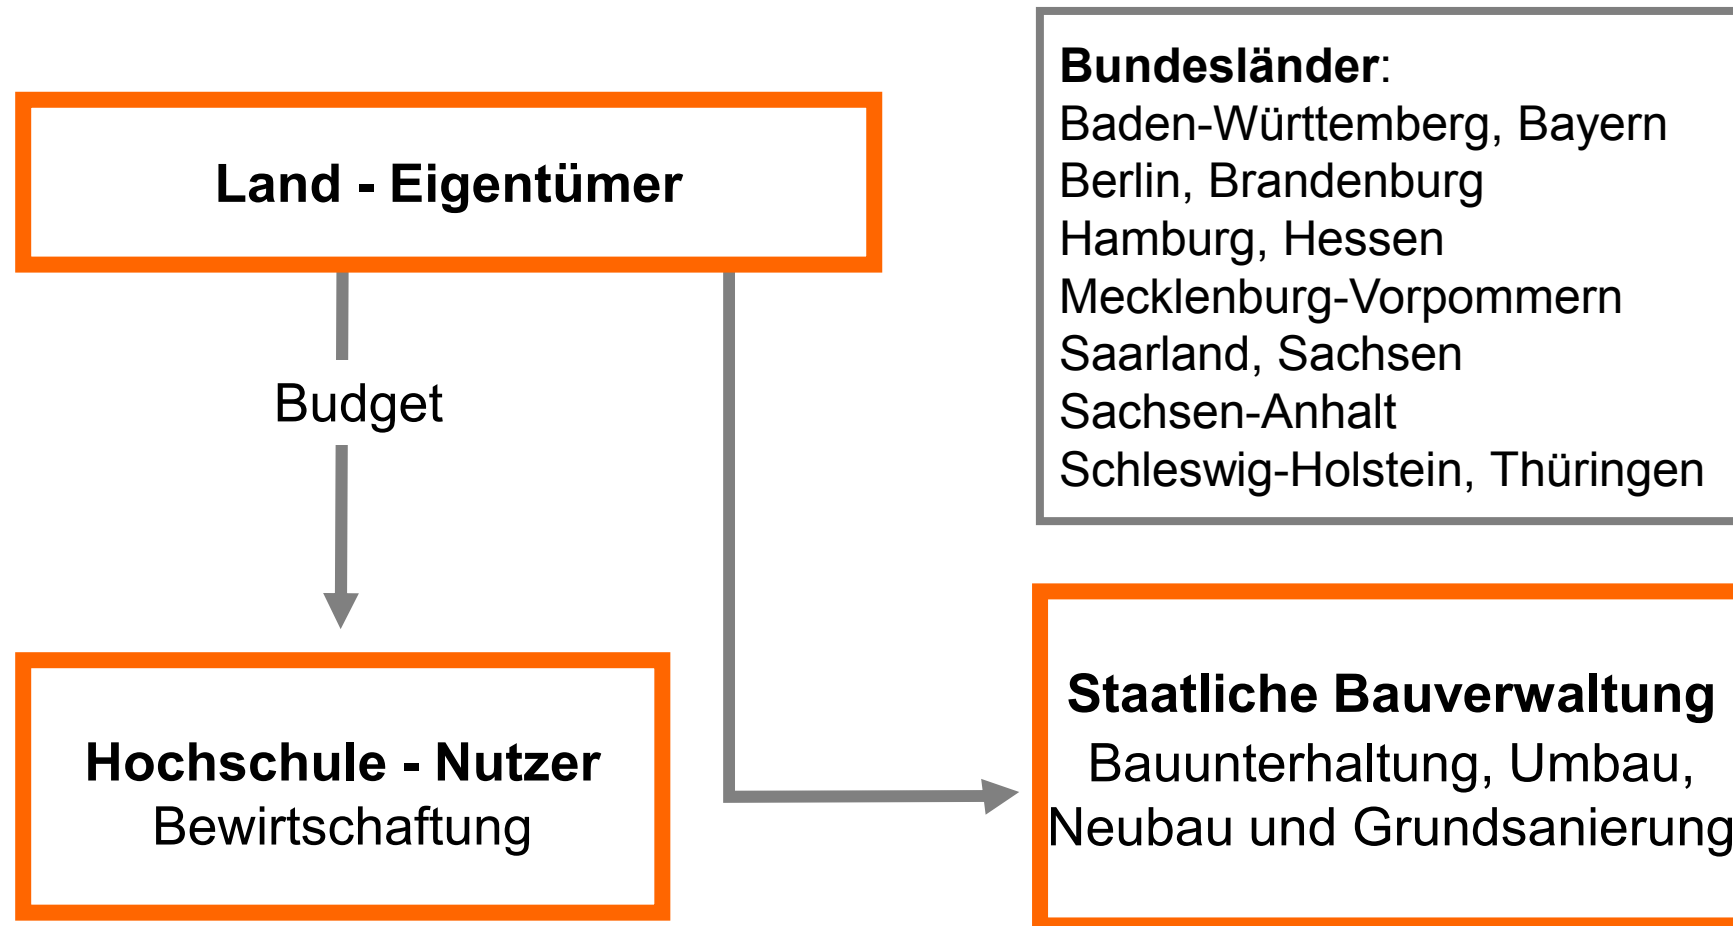 Land - Eigentümer
Budget
Hochschule - Nutzer
Bewirtschaftung
Bundesländer:
Baden-Württemberg, Bayern
Berlin, Brandenburg
Hamburg, Hessen
Mecklenburg-Vorpommern
Saarland, Sachsen
Sachsen-Anhalt
Schleswig-Holstein, Thüringen
Staatliche Bauverwaltung
Bauunterhaltung, Umbau,
Neubau und Grundsanierung